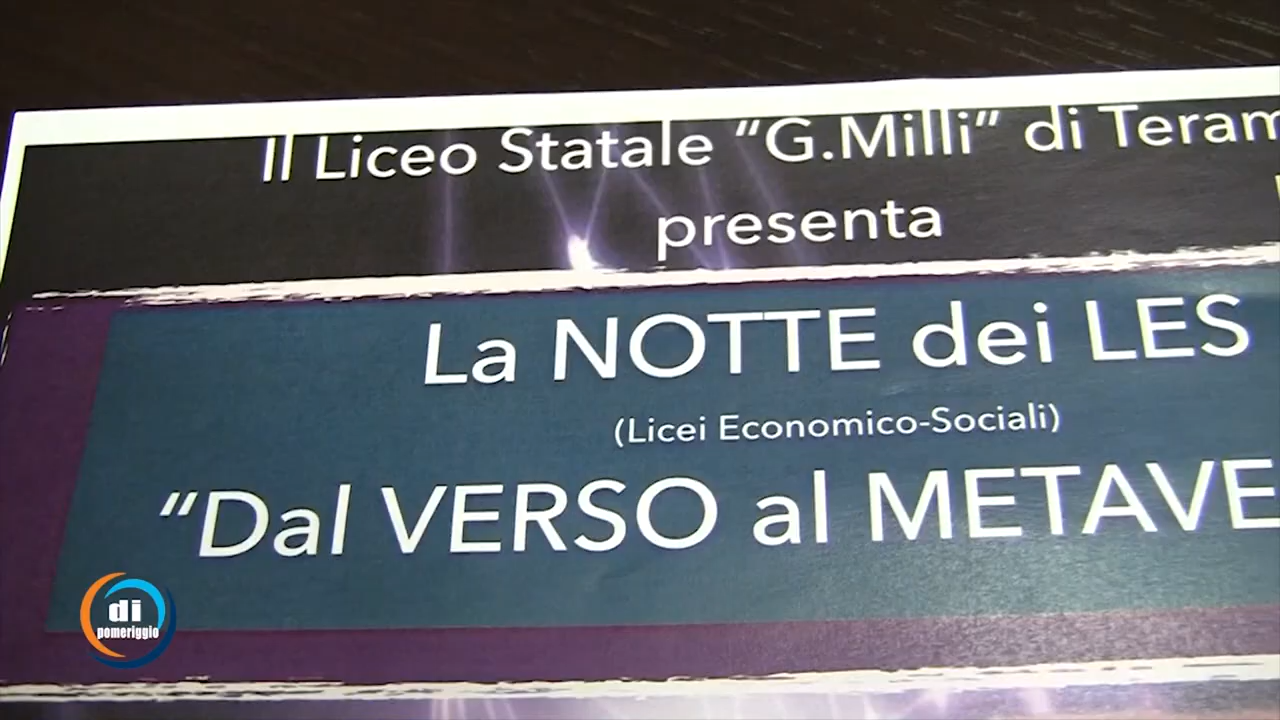 Il Liceo Statale “G.Milli” di Teram
presenta
La NOTTE dei LES
(Licei Economico-Sociali)
“Dal VERSO al METAVE
di
pomeriggio